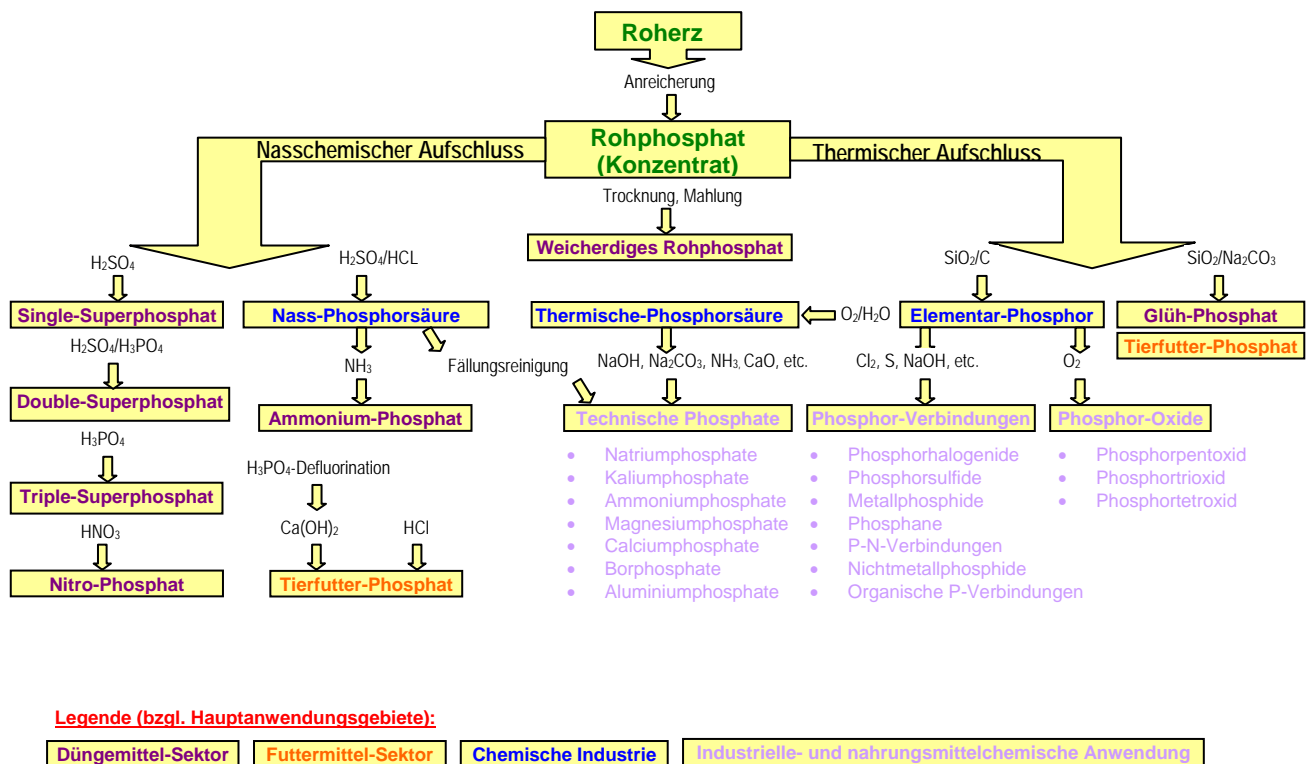 Roherz
Anreicherung
Rohphosphat
(Konzentrat)
Nasschemischer Aufschluss
Thermischer Aufschluss
Trocknung, Mahlung
Weicherdiges Rohphosphat
H₂SO₄
H₂SO₄/HCL
SiO₂/C
SiO₂/Na₂CO₃
Single-Superphosphat
Nass-Phosphorsäure
Thermische-Phosphorsäure
O₂/H₂O
Elementar-Phosphor
Glüh-Phosphat
Tierfutter-Phosphat
H₂SO₄/H₃PO₄
NH₃
Fällungsreinigung
NaOH, Na₂CO₃, NH₃, CaO, etc.
Cl₂, S, NaOH, etc.
O₂
Double-Superphosphat
Ammonium-Phosphat
Technische Phosphate
Phosphor-Verbindungen
Phosphor-Oxide
H₃PO₄
H₃PO₄-Defluorination
Triple-Superphosphat
HNO₃
Ca(OH)₂
HCl
Nitro-Phosphat
Tierfutter-Phosphat
• Natriumphosphate
• Kaliumphosphate
• Ammoniumphosphate
• Magnesiumphosphate
• Calciumphosphate
• Borphosphate
• Aluminiumphosphate
• Phosphorhalogenide
• Phosphorsulfide
• Metallphosphide
• Phosphane
• P-N-Verbindungen
• Nichtmetallphosphide
• Organische P-Verbindungen
• Phosphorpentoxid
• Phosphortrioxid
• Phosphortetroxid
Legende (bzgl. Hauptanwendungsgebiete):
Düngemittel-Sektor
Futtermittel-Sektor
Chemische Industrie
Industrielle- und nahrungsmittelchemische Anwendung